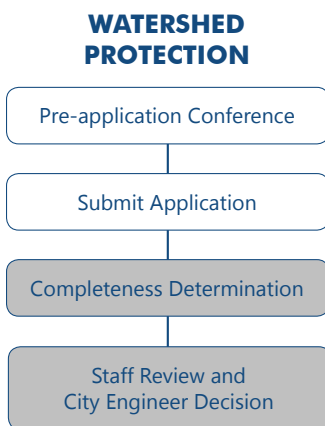 WATERSHED
PROTECTION
Pre-application Conference
Submit Application
Completeness Determination
Staff Review and
City Engineer Decision